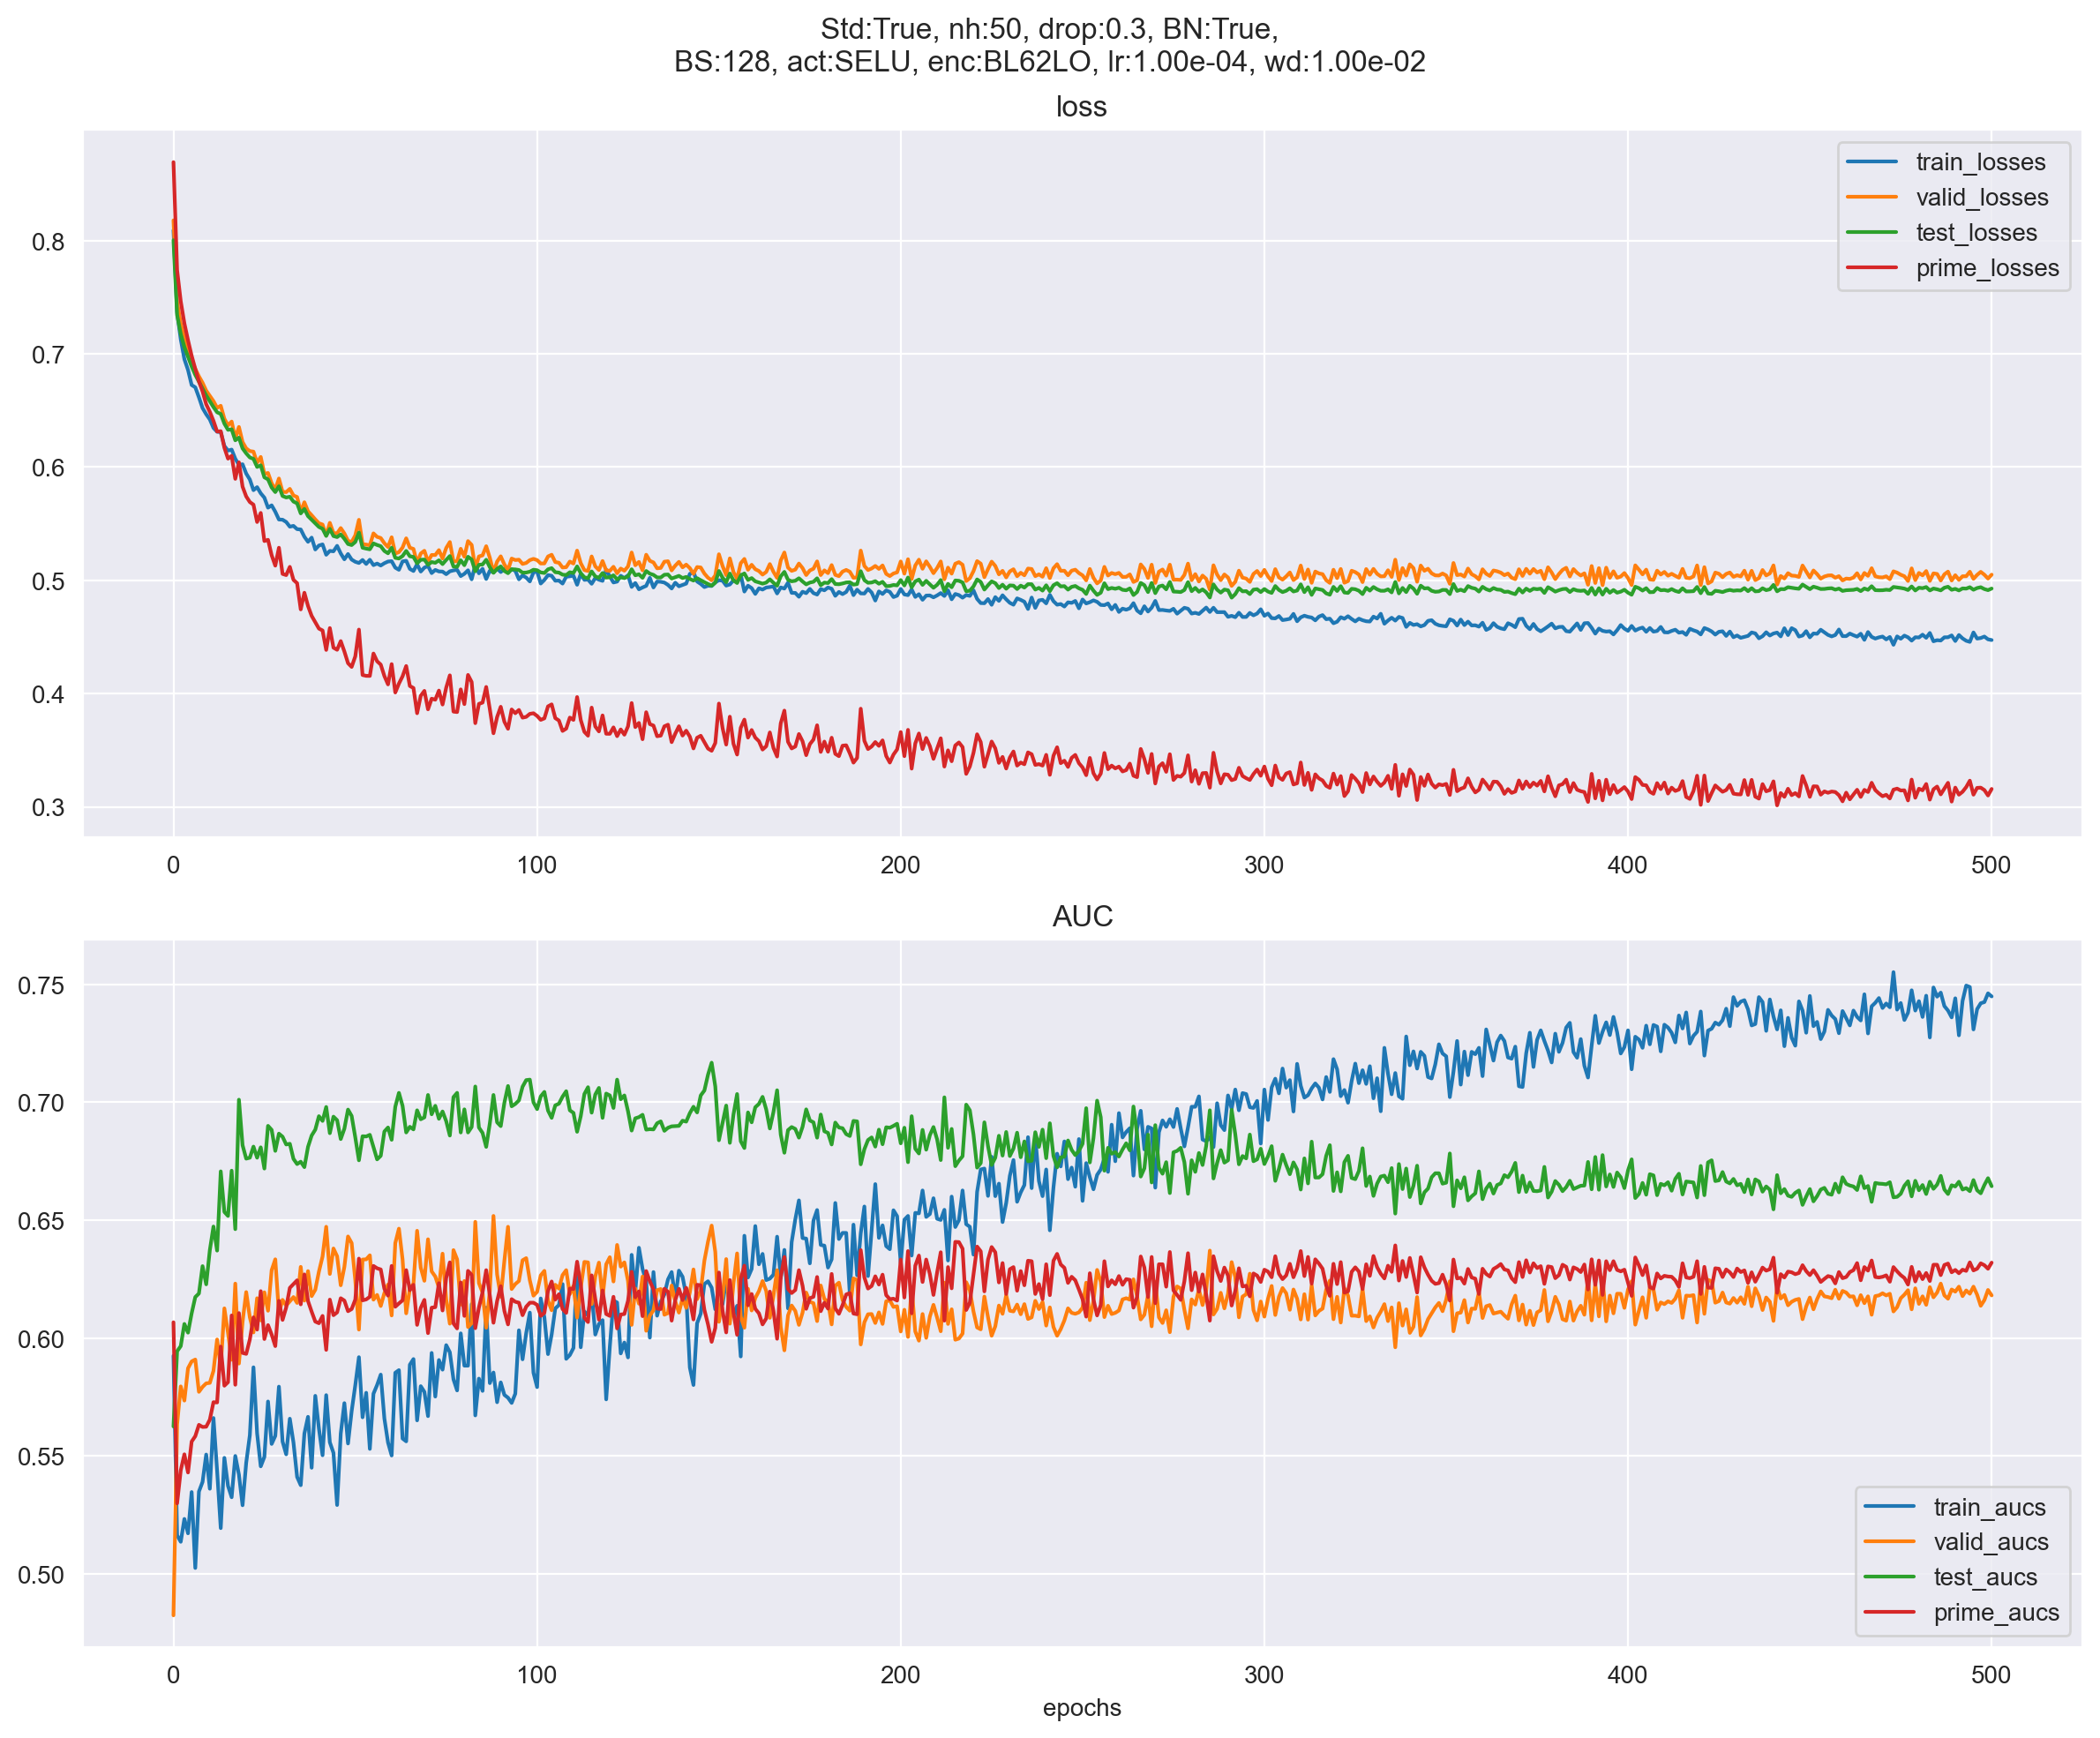 Std:True, nh:50, drop:0.3, BN:True,
BS:128, act:SELU, enc:BL62LO, lr:1.00e-04, wd:1.00e-02
loss
train_losses
valid_losses
test_losses
prime_losses
0.8
0.7
0.6
0.5
0.4
0.3
0 100 200 300 400 500
AUC
0.75
0.70
0.65
0.60
0.55
0.50
train_aucs
valid_aucs
test_aucs
prime_aucs
0 100 200 300 400 500
epochs